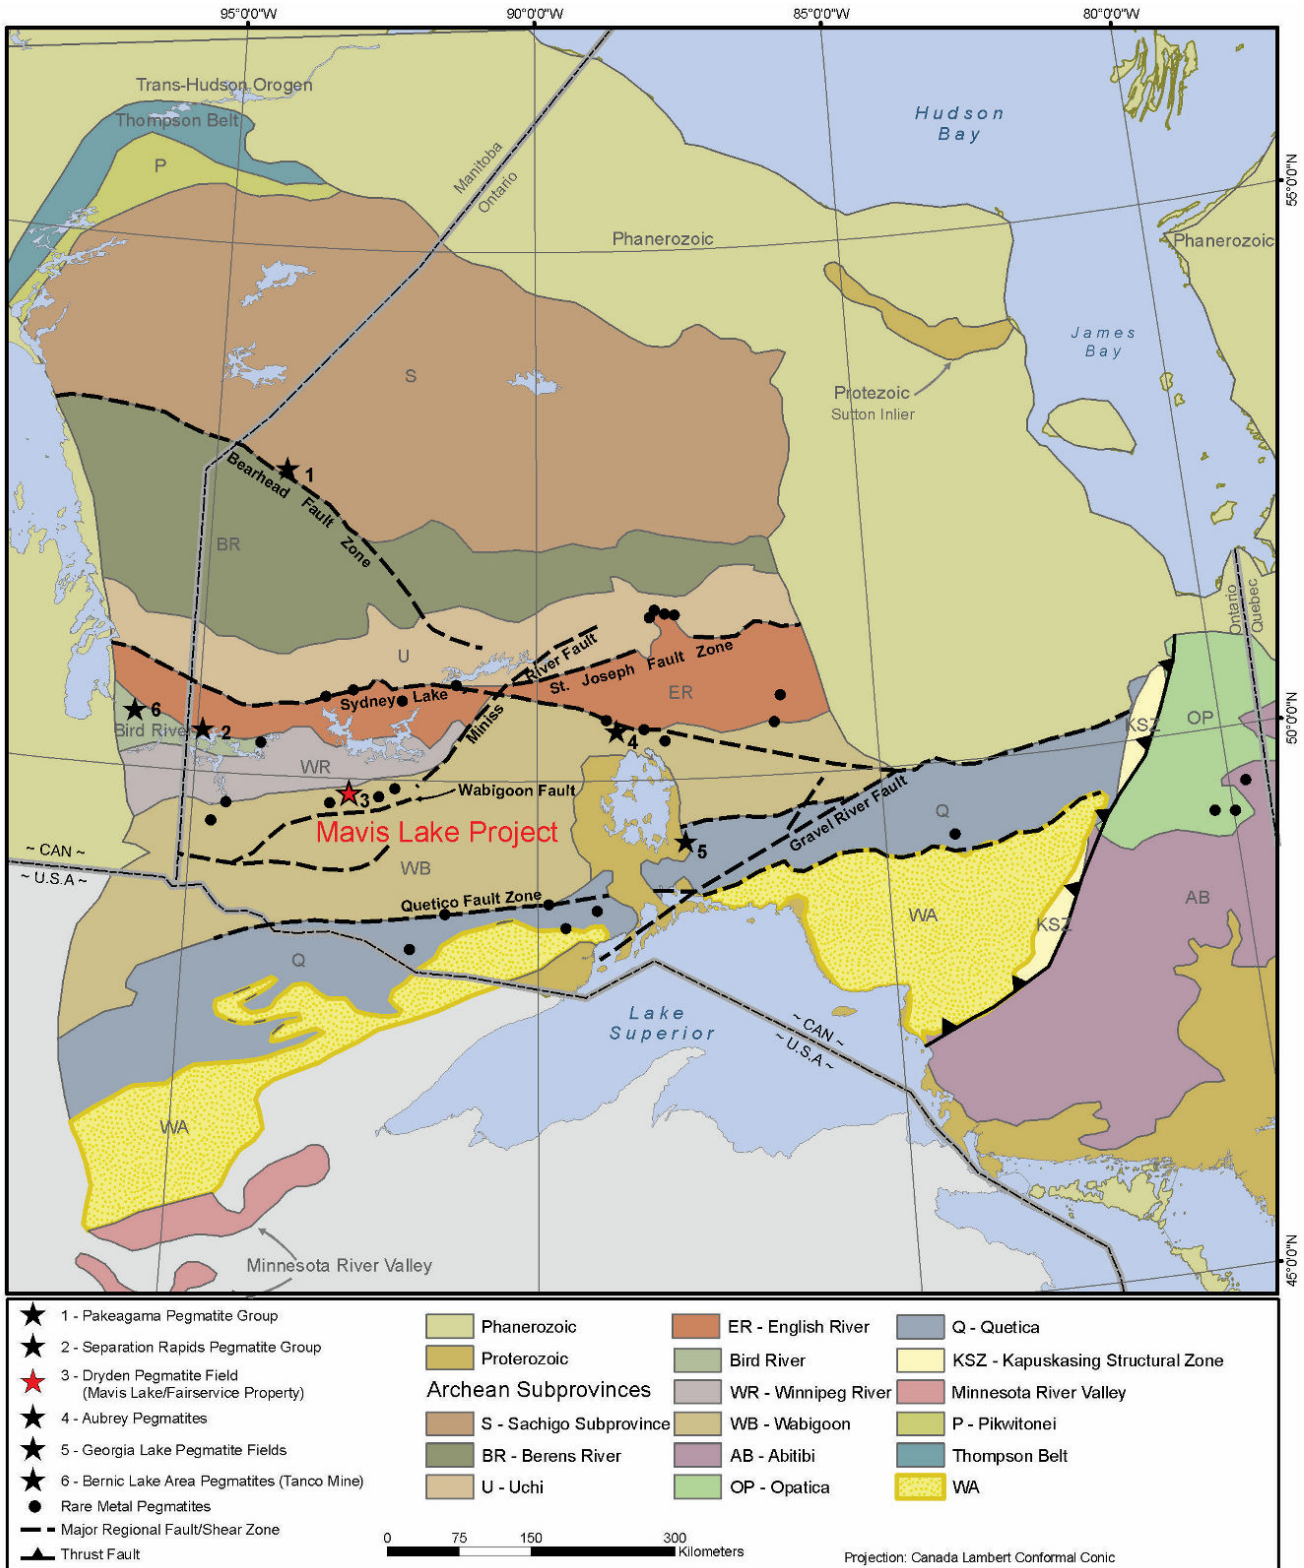 95°0'0"W
90°0'0"W
85°0'0"W
80°0'0"W
Trans-Hudson Orogen
Thompson Belt
P
Manitoba
Ontario
Hudson
Bay
55°0'0"N
Phanerozoic
Phanerozoic
James
Bay
S
Protezoic
Sutton Inlier
1
Bearhead Fault Zone
BR
Ontario
Quebec
U
River Fault
St. Joseph Fault Zone
Sydney Lake
ER
6
Bird River
2
Miniss
4
KSZ
OP
50°0'0"N
WR
3
Wabigoon Fault
Mavis Lake Project
Gravel River Fault
Q
5
~ CAN ~
~ U.S.A ~
WB
Quetico Fault Zone
WA
AB
KSZ
Q
Lake
Superior
~ CAN ~
~ U.S.A ~
WA
Minnesota River Valley
45°0'0"N
1 - Pakeagama Pegmatite Group
2 - Separation Rapids Pegmatite Group
3 - Dryden Pegmatite Field
(Mavis Lake/Fairservice Property)
4 - Aubrey Pegmatites
5 - Georgia Lake Pegmatite Fields
6 - Bernic Lake Area Pegmatites (Tanco Mine)
Rare Metal Pegmatites
Major Regional Fault/Shear Zone
Thrust Fault
Phanerozoic
Proterozoic
Archean Subprovinces
S - Sachigo Subprovince
BR - Berens River
U - Uchi
ER - English River
Bird River
WR - Winnipeg River
WB - Wabigoon
AB - Abitibi
OP - Opatica
Q - Quetica
KSZ - Kapuskasing Structural Zone
Minnesota River Valley
P - Pikwitonei
Thompson Belt
WA
0 75 150 300
Kilometers
Projection: Canada Lambert Conformal Conic